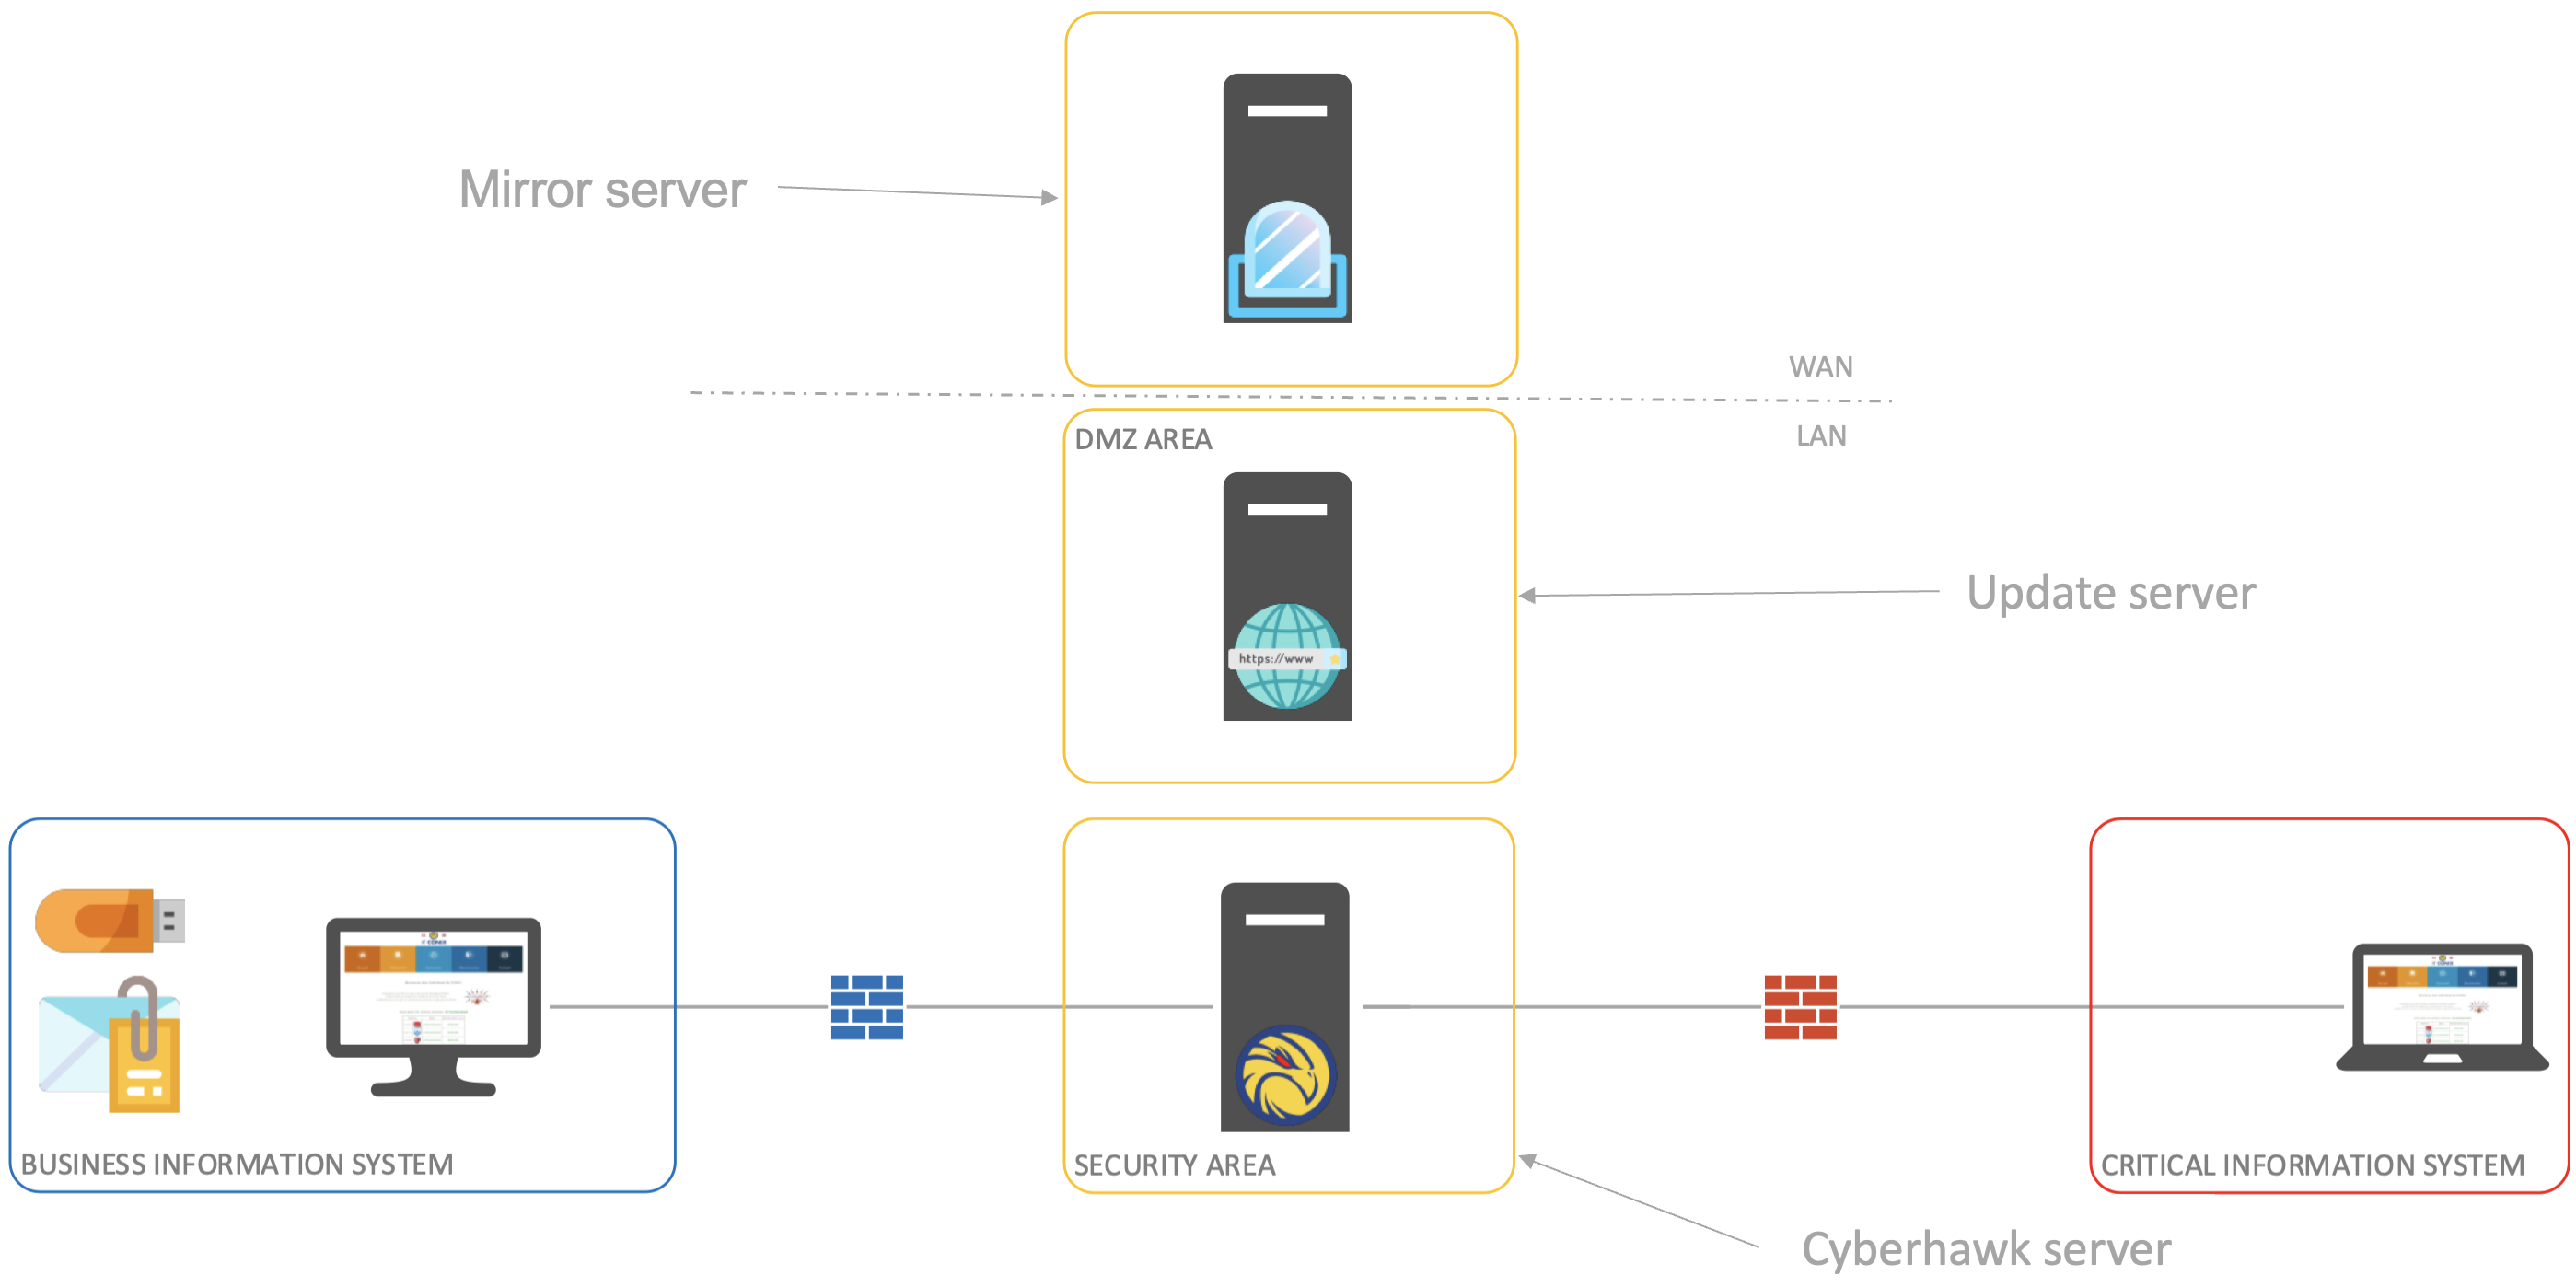 Mirror server
WAN
LAN
DMZ AREA
https://www
Update server
BUSINESS INFORMATION SYSTEM
SECURITY AREA
CRITICAL INFORMATION SYSTEM
Cyberhawk server